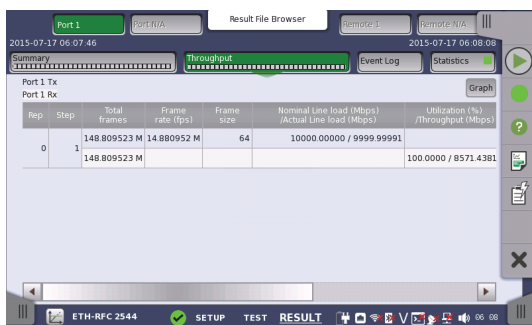 Port 1 Port N/A Result File Browser Remote 1 Remote N/A
2015-07-17 06:07:46 2015-07-17 06:08:08
Summary Throughput Event Log Statistics
Port 1 Tx
Port 1 Rx
Graph
Rep Step Total frames Frame rate (fps) Frame size Nominal Line load (Mbps) /Actual Line load (Mbps) Utilization (%) /Throughput (Mbps)
0 1 148.809523 M 14.880952 M 64 10000.00000 / 9999.99991
148.809523 M 100.0000 / 8571.4381
ETH-RFC 2544 SETUP TEST RESULT 06 08